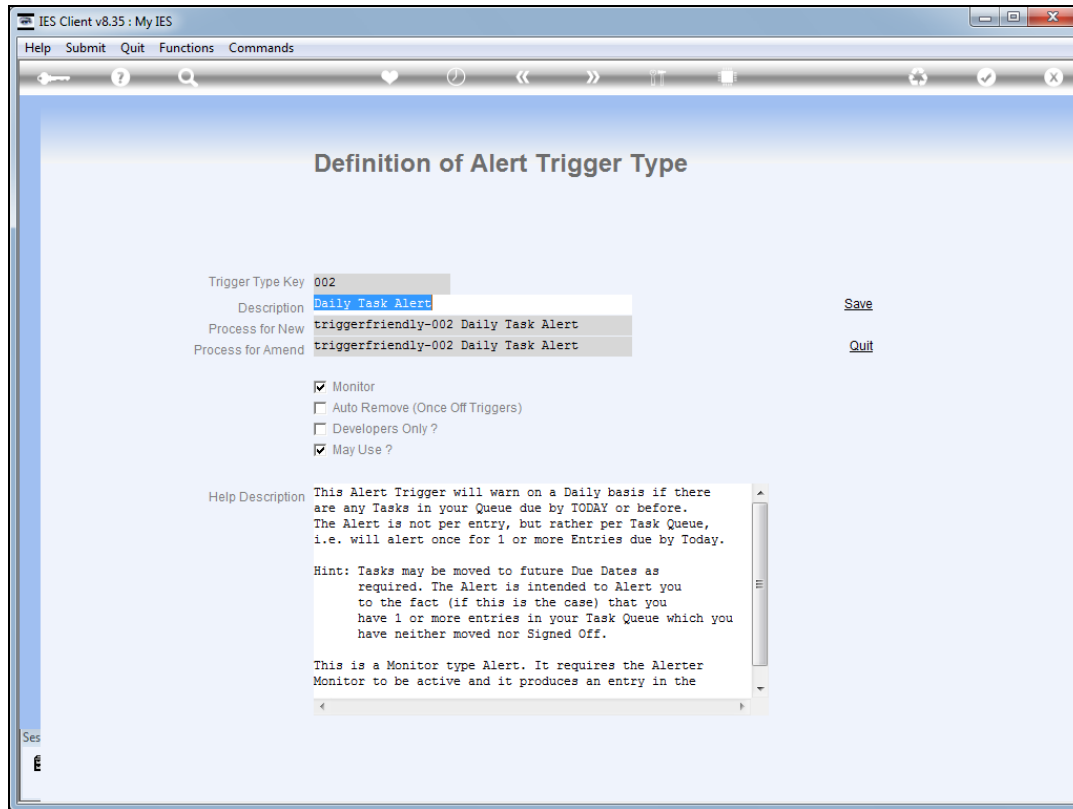 IES Client v8.35 : My IES
Help Submit Quit Functions Commands
Definition of Alert Trigger Type
Trigger Type Key 002
Description Daily Task Alert Save
Process for New triggerfriendly-002 Daily Task Alert
Process for Amend triggerfriendly-002 Daily Task Alert Quit
Monitor
Auto Remove (Once Off Triggers)
Developers Only ?
May Use ?
Help Description This Alert Trigger will warn on a Daily basis if there
are any Tasks in your Queue due by TODAY or before.
The Alert is not per entry, but rather per Task Queue,
i.e. will alert once for 1 or more Entries due by Today.
Hint: Tasks may be moved to future Due Dates as
required. The Alert is intended to Alert you
to the fact (if this is the case) that you
have 1 or more entries in your Task Queue which you
have neither moved nor Signed Off.
This is a Monitor type Alert. It requires the Alerter
Monitor to be active and it produces an entry in the
Ses